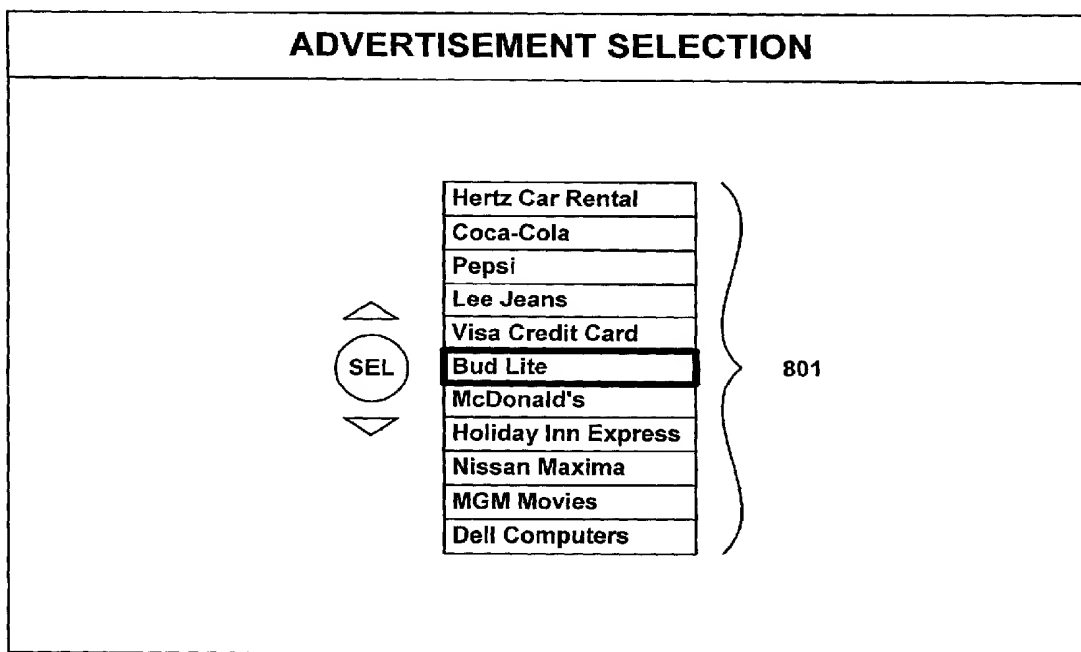 ADVERTISEMENT SELECTION
Hertz Car Rental
Coca-Cola
Pepsi
Lee Jeans
Visa Credit Card
SEL
Bud Lite
801
McDonald's
Holiday Inn Express
Nissan Maxima
MGM Movies
Dell Computers